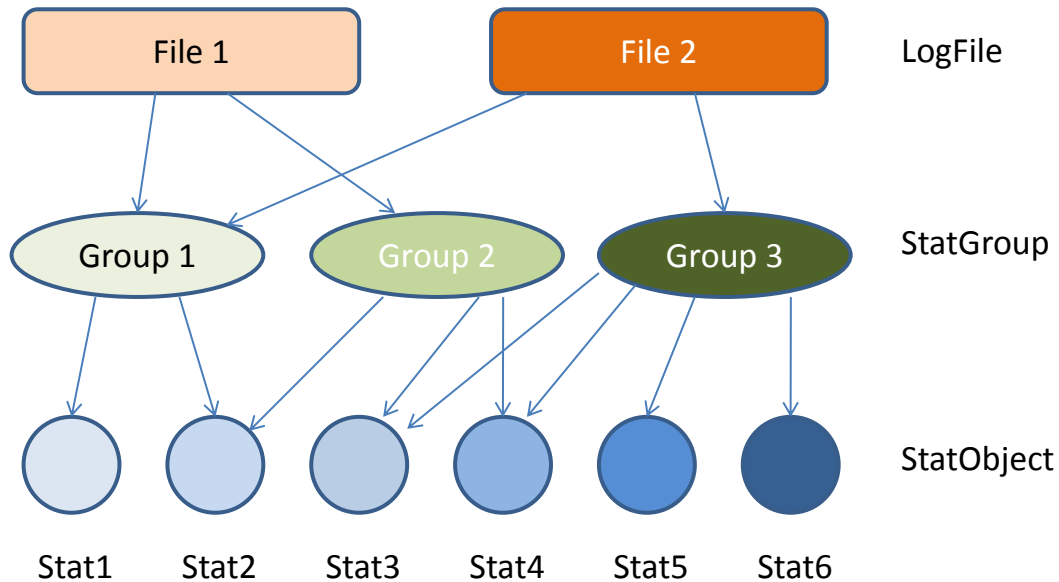 File 1 File 2 LogFile
Group 1 Group 2 Group 3 StatGroup
StatObject
Stat1 Stat2 Stat3 Stat4 Stat5 Stat6